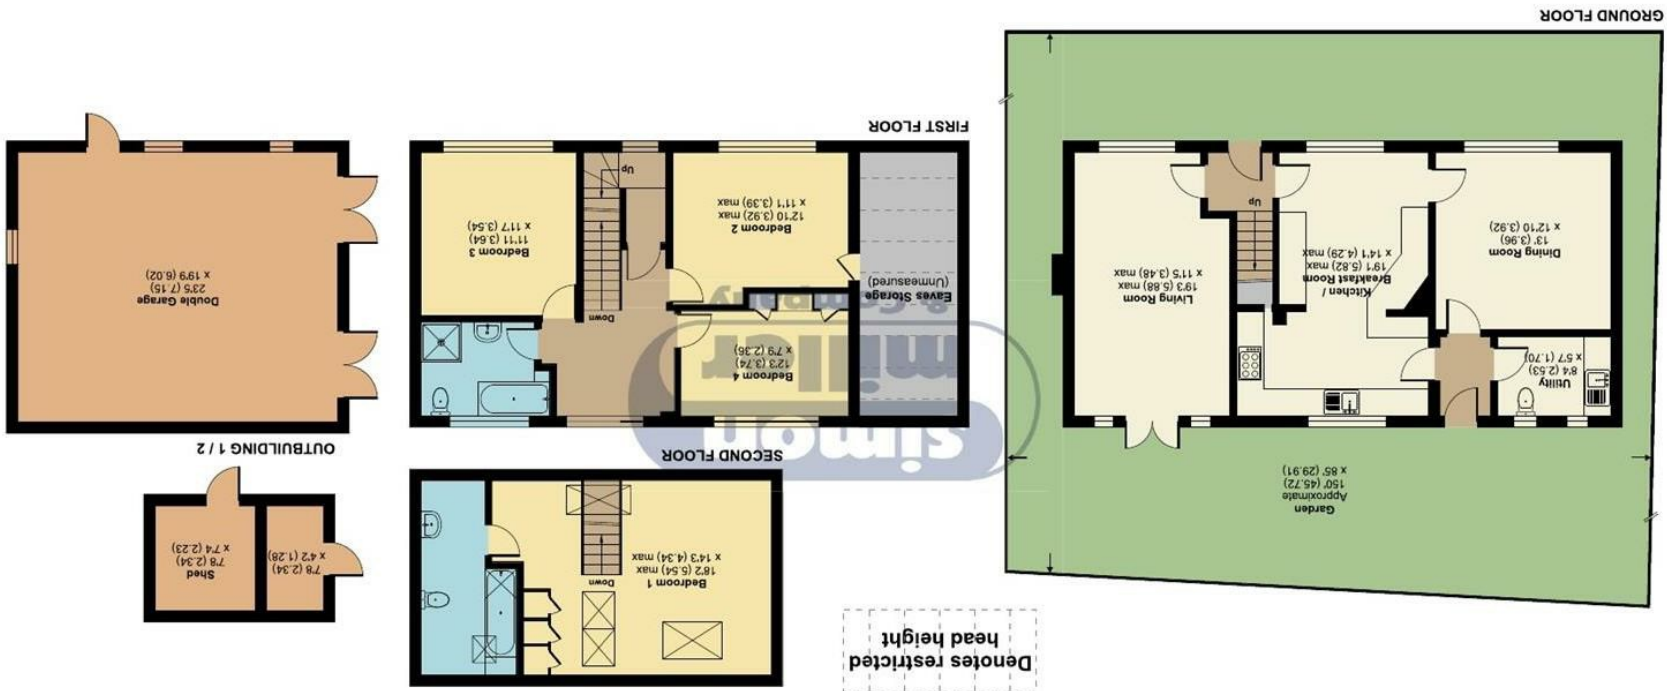 Denotes restricted
head height
Garden
Approximate
150' (45.72)
x 85' (29.91)
Utility
8'4 (2.53)
x 5'7 (1.70)
Dining Room
13' (3.96)
x 12'10 (3.92)
Kitchen /
Breakfast Room
19'1 (5.82) max
x 14'1 (4.29) max
Up
Living Room
19'3 (5.88) max
x 11'5 (3.48) max
GROUND FLOOR
Bedroom 1
18'2 (5.54) max
x 14'3 (4.34) max
Down
SECOND FLOOR
simon
miller
& company
Eaves Storage
(Unmeasured)
Bedroom 4
12'3 (3.74)
x 7'9 (2.36)
Bedroom 2
12'10 (3.92) max
x 11'1 (3.39) max
Down
Up
Bedroom 3
11'11 (3.64)
x 11'7 (3.54)
FIRST FLOOR
7'8 (2.34)
x 4'2 (1.28)
Shed
7'8 (2.34)
x 7'4 (2.23)
OUTBUILDING 1 / 2
Double Garage
23'5 (7.15)
x 19'9 (6.02)